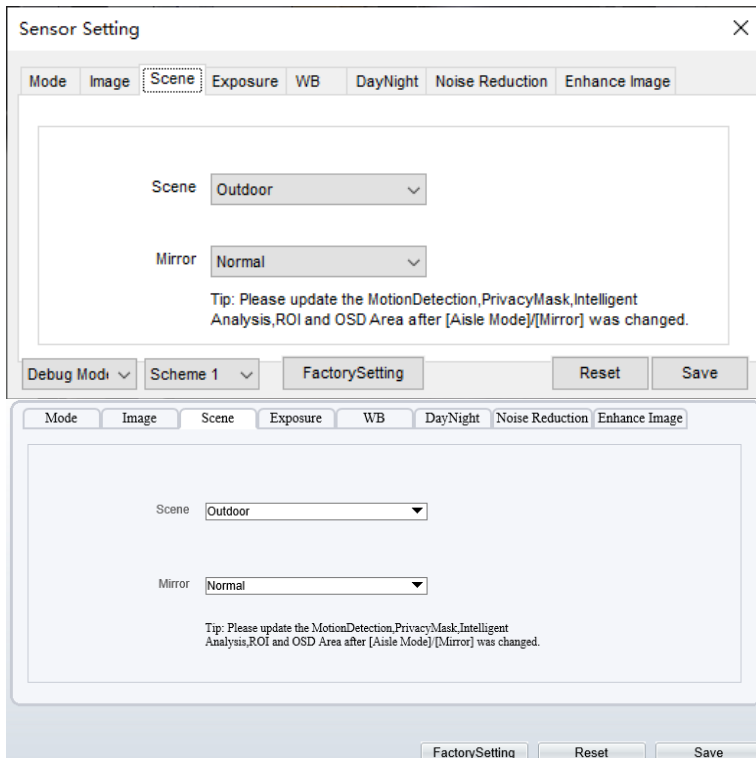 Sensor Setting
Mode Image Scene Exposure WB DayNight Noise Reduction Enhance Image
Scene Outdoor
Mirror Normal
Tip: Please update the MotionDetection,PrivacyMask,Intelligent
Analysis,ROI and OSD Area after [Aisle Mode]/[Mirror] was changed.
Debug Mod Scheme 1 FactorySetting Reset Save
Mode Image Scene Exposure WB DayNight Noise Reduction Enhance Image
Scene Outdoor
Mirror Normal
Tip: Please update the MotionDetection,PrivacyMask,Intelligent
Analysis,ROI and OSD Area after [Aisle Mode]/[Mirror] was changed.
FactorySetting Reset Save